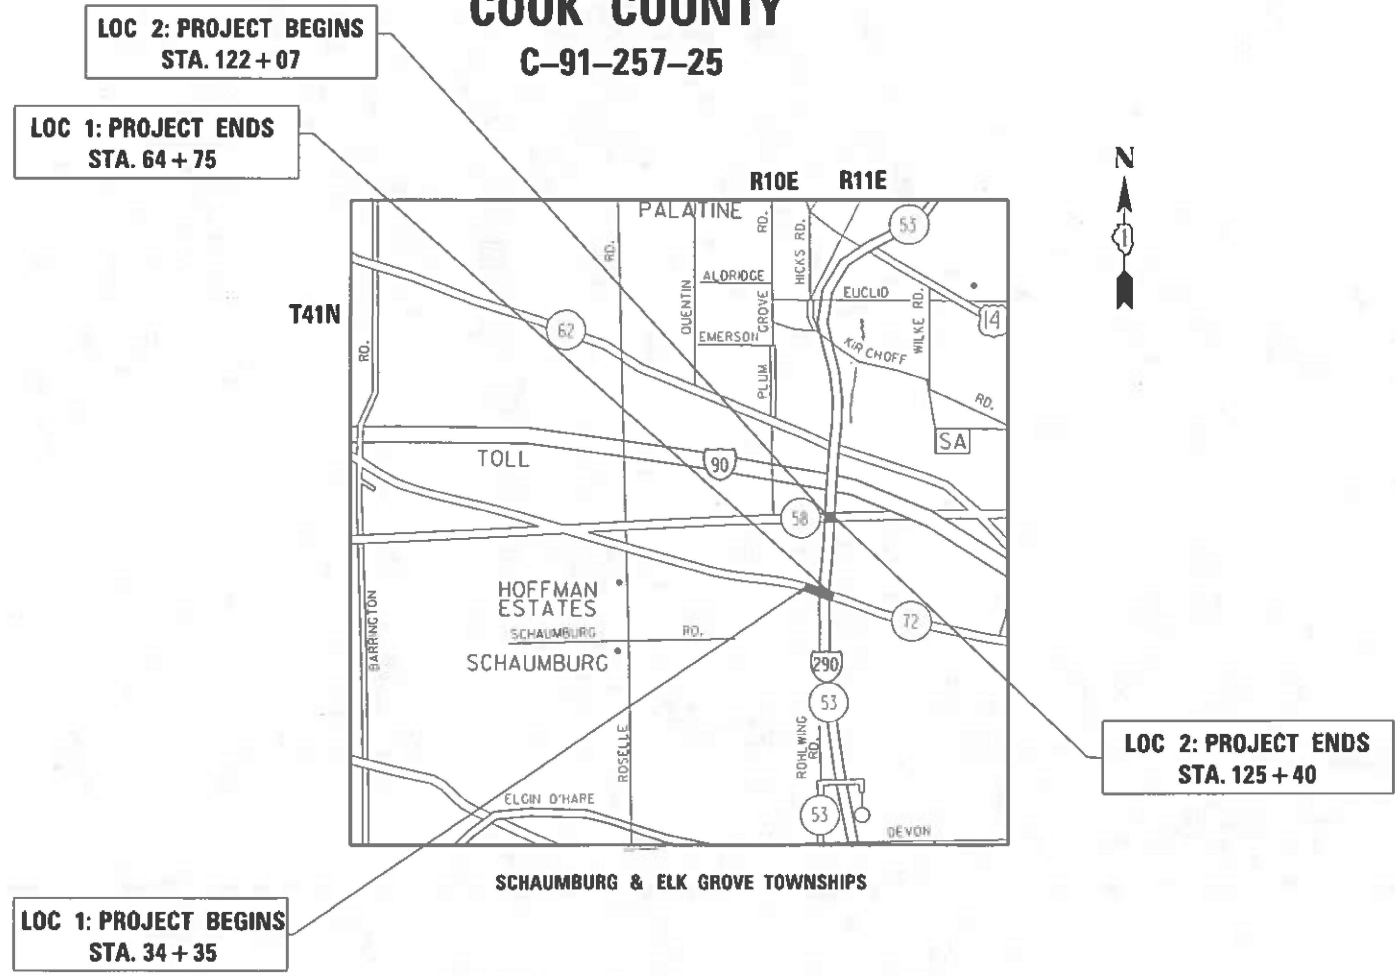 COOK COUNTY
C–91–257–25
LOC 2: PROJECT BEGINS
STA. 122 + 07
LOC 1: PROJECT ENDS
STA. 64 + 75
N
R10E R11E
T41N
PALATINE
RD.
RD.
HICKS RD.
53
ALDRIDGE
QUENTIN
GROVE
EUCLID
WILKE RD.
14
62
EMERSON
KIRCHOFF
RD.
PLUM
RD.
SA
TOLL
90
58
HOFFMAN
ESTATES
BARRINGTON
72
SCHAUMBURG RD.
SCHAUMBURG
290
53
ROSELLE
ROHLWING
RD.
ELGIN O'HARE
53
DEVON
LOC 2: PROJECT ENDS
STA. 125 + 40
SCHAUMBURG & ELK GROVE TOWNSHIPS
LOC 1: PROJECT BEGINS
STA. 34 + 35